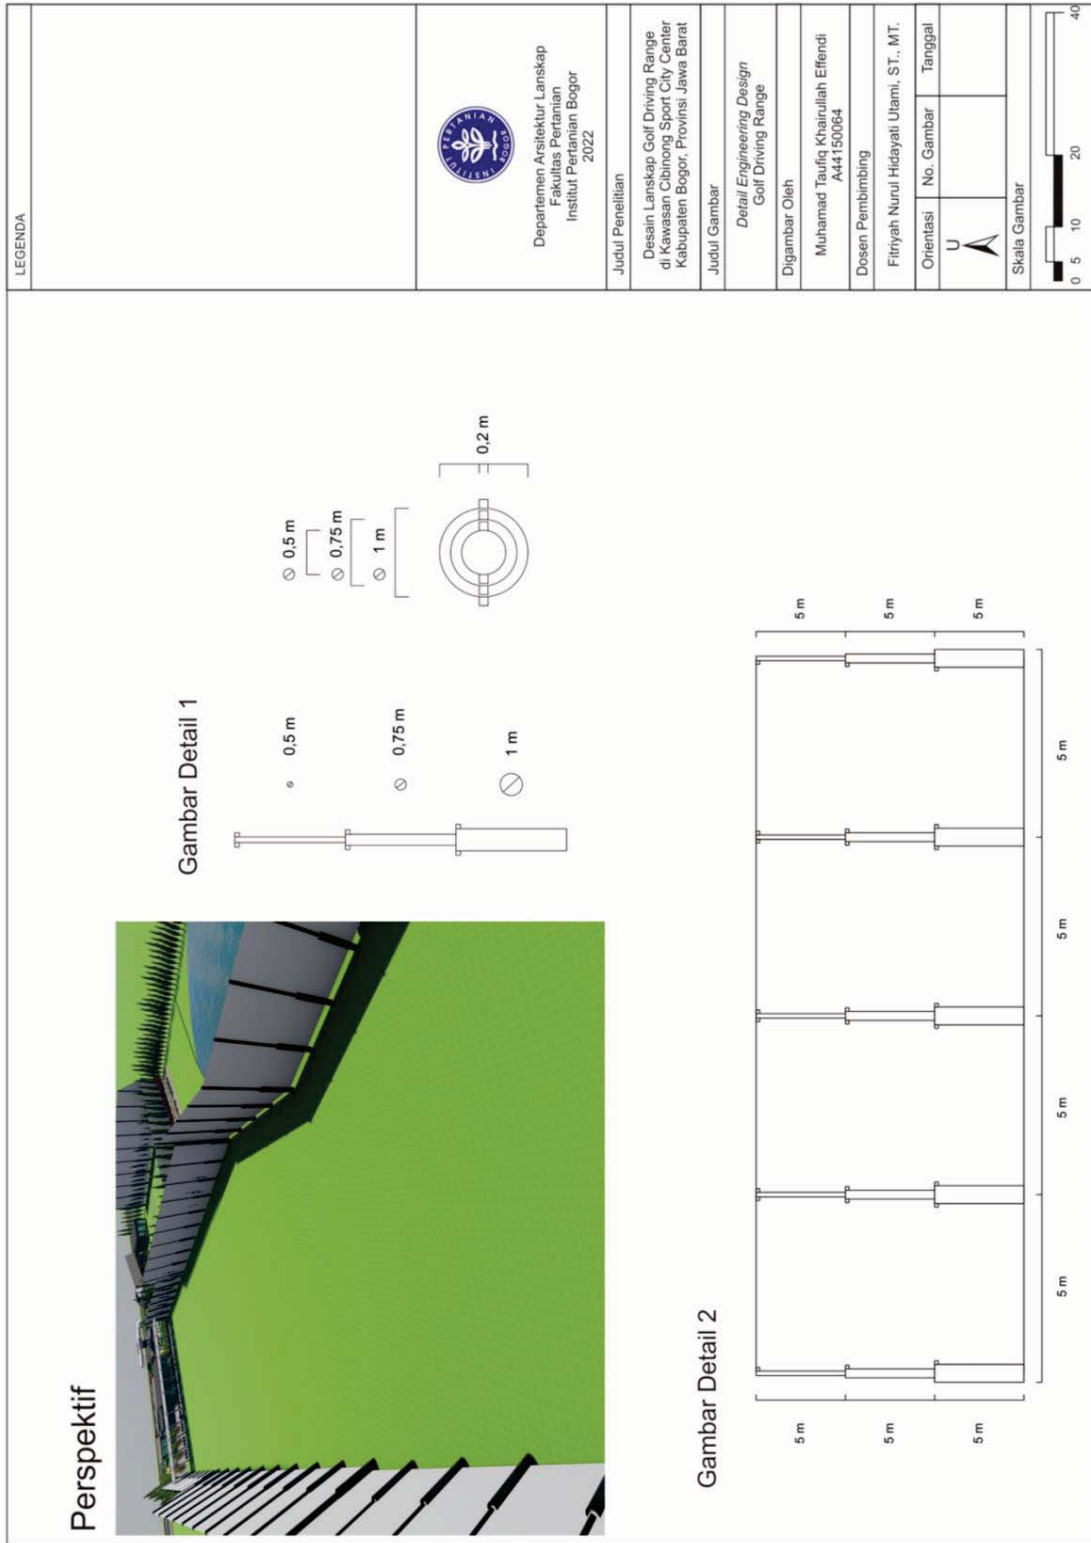 Perspektif
Gambar Detail 1
0,5 m
0,75 m
1 m
0,5 m
0,75 m
1 m
0,2 m
Gambar Detail 2
5 m
5 m
5 m
5 m
5 m
5 m
5 m
5 m
5 m
5 m
LEGENDA
INSTITUT PERTANIAN BOGOR
Departemen Arsitektur Lanskap
Fakultas Pertanian
Institut Pertanian Bogor
2022
Judul Penelitian
Desain Lanskap Golf Driving Range
di Kawasan Cibinong Sport City Center
Kabupaten Bogor, Provinsi Jawa Barat
Judul Gambar
Detail Engineering Design
Golf Driving Range
Digambar Oleh
Muhamad Taufiq Khairullah Effendi
A44150064
Dosen Pembimbing
Fitriyah Nurul Hidayati Utami, ST., MT.
Orientasi No. Gambar Tanggal
U
Skala Gambar
0 5 10 20 40